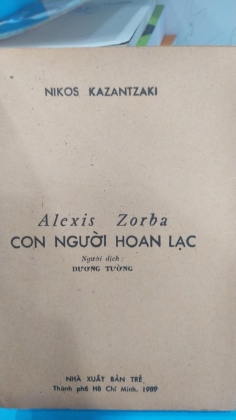 NIKOS KAZANTZAKI
Alexis Zorba
CON NGƯỜI HOAN LẠC
Người dịch:
DƯƠNG TƯỜNG
NHÀ XUẤT BẢN TRẺ
Thành phố Hồ Chí Minh, 1989